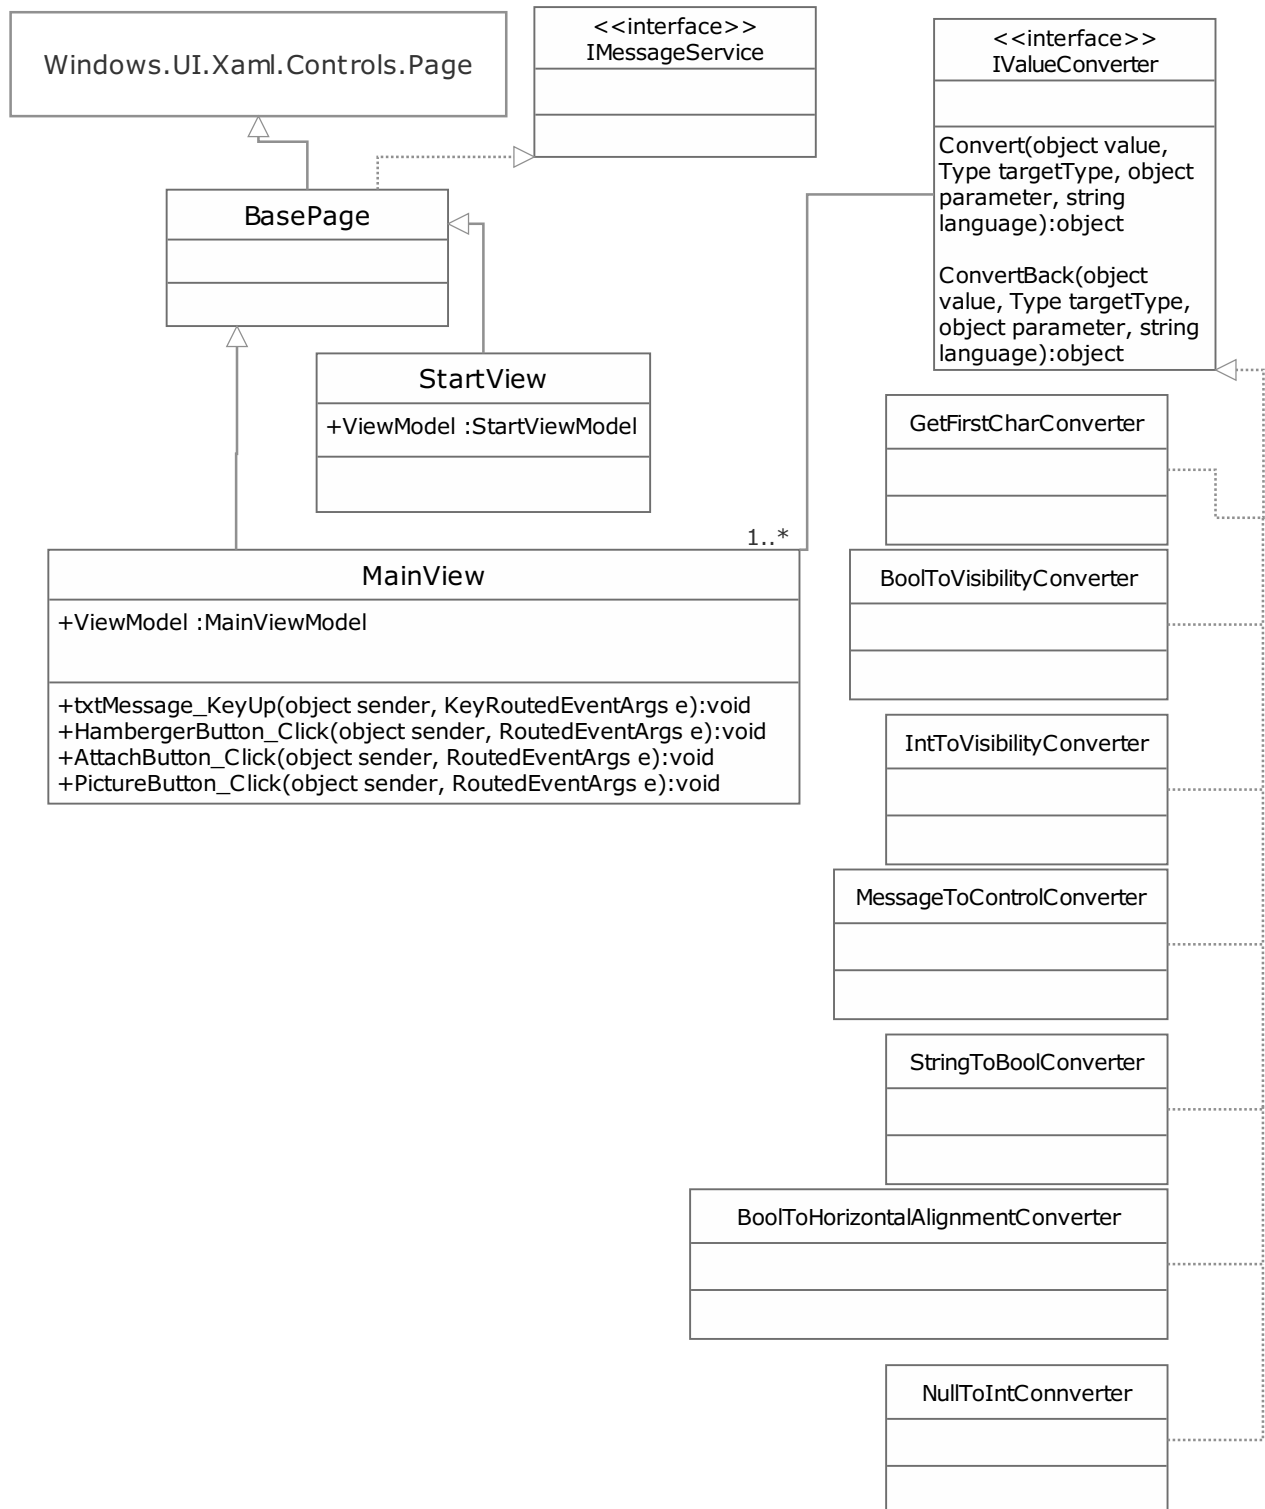 Windows.UI.Xaml.Controls.Page
<<interface>>
IMessageService
<<interface>>
IValueConverter
Convert(object value,
Type targetType, object
parameter, string
language):object
ConvertBack(object
value, Type targetType,
object parameter, string
language):object
BasePage
StartView
+ViewModel :StartViewModel
GetFirstCharConverter
1..*
MainView
+ViewModel :MainViewModel
+txtMessage_KeyUp(object sender, KeyRoutedEventArgs e):void
+HambergerButton_Click(object sender, RoutedEventArgs e):void
+AttachButton_Click(object sender, RoutedEventArgs e):void
+PictureButton_Click(object sender, RoutedEventArgs e):void
BoolToVisibilityConverter
IntToVisibilityConverter
MessageToControlConverter
StringToBoolConverter
BoolToHorizontalAlignmentConverter
NullToIntConnverter